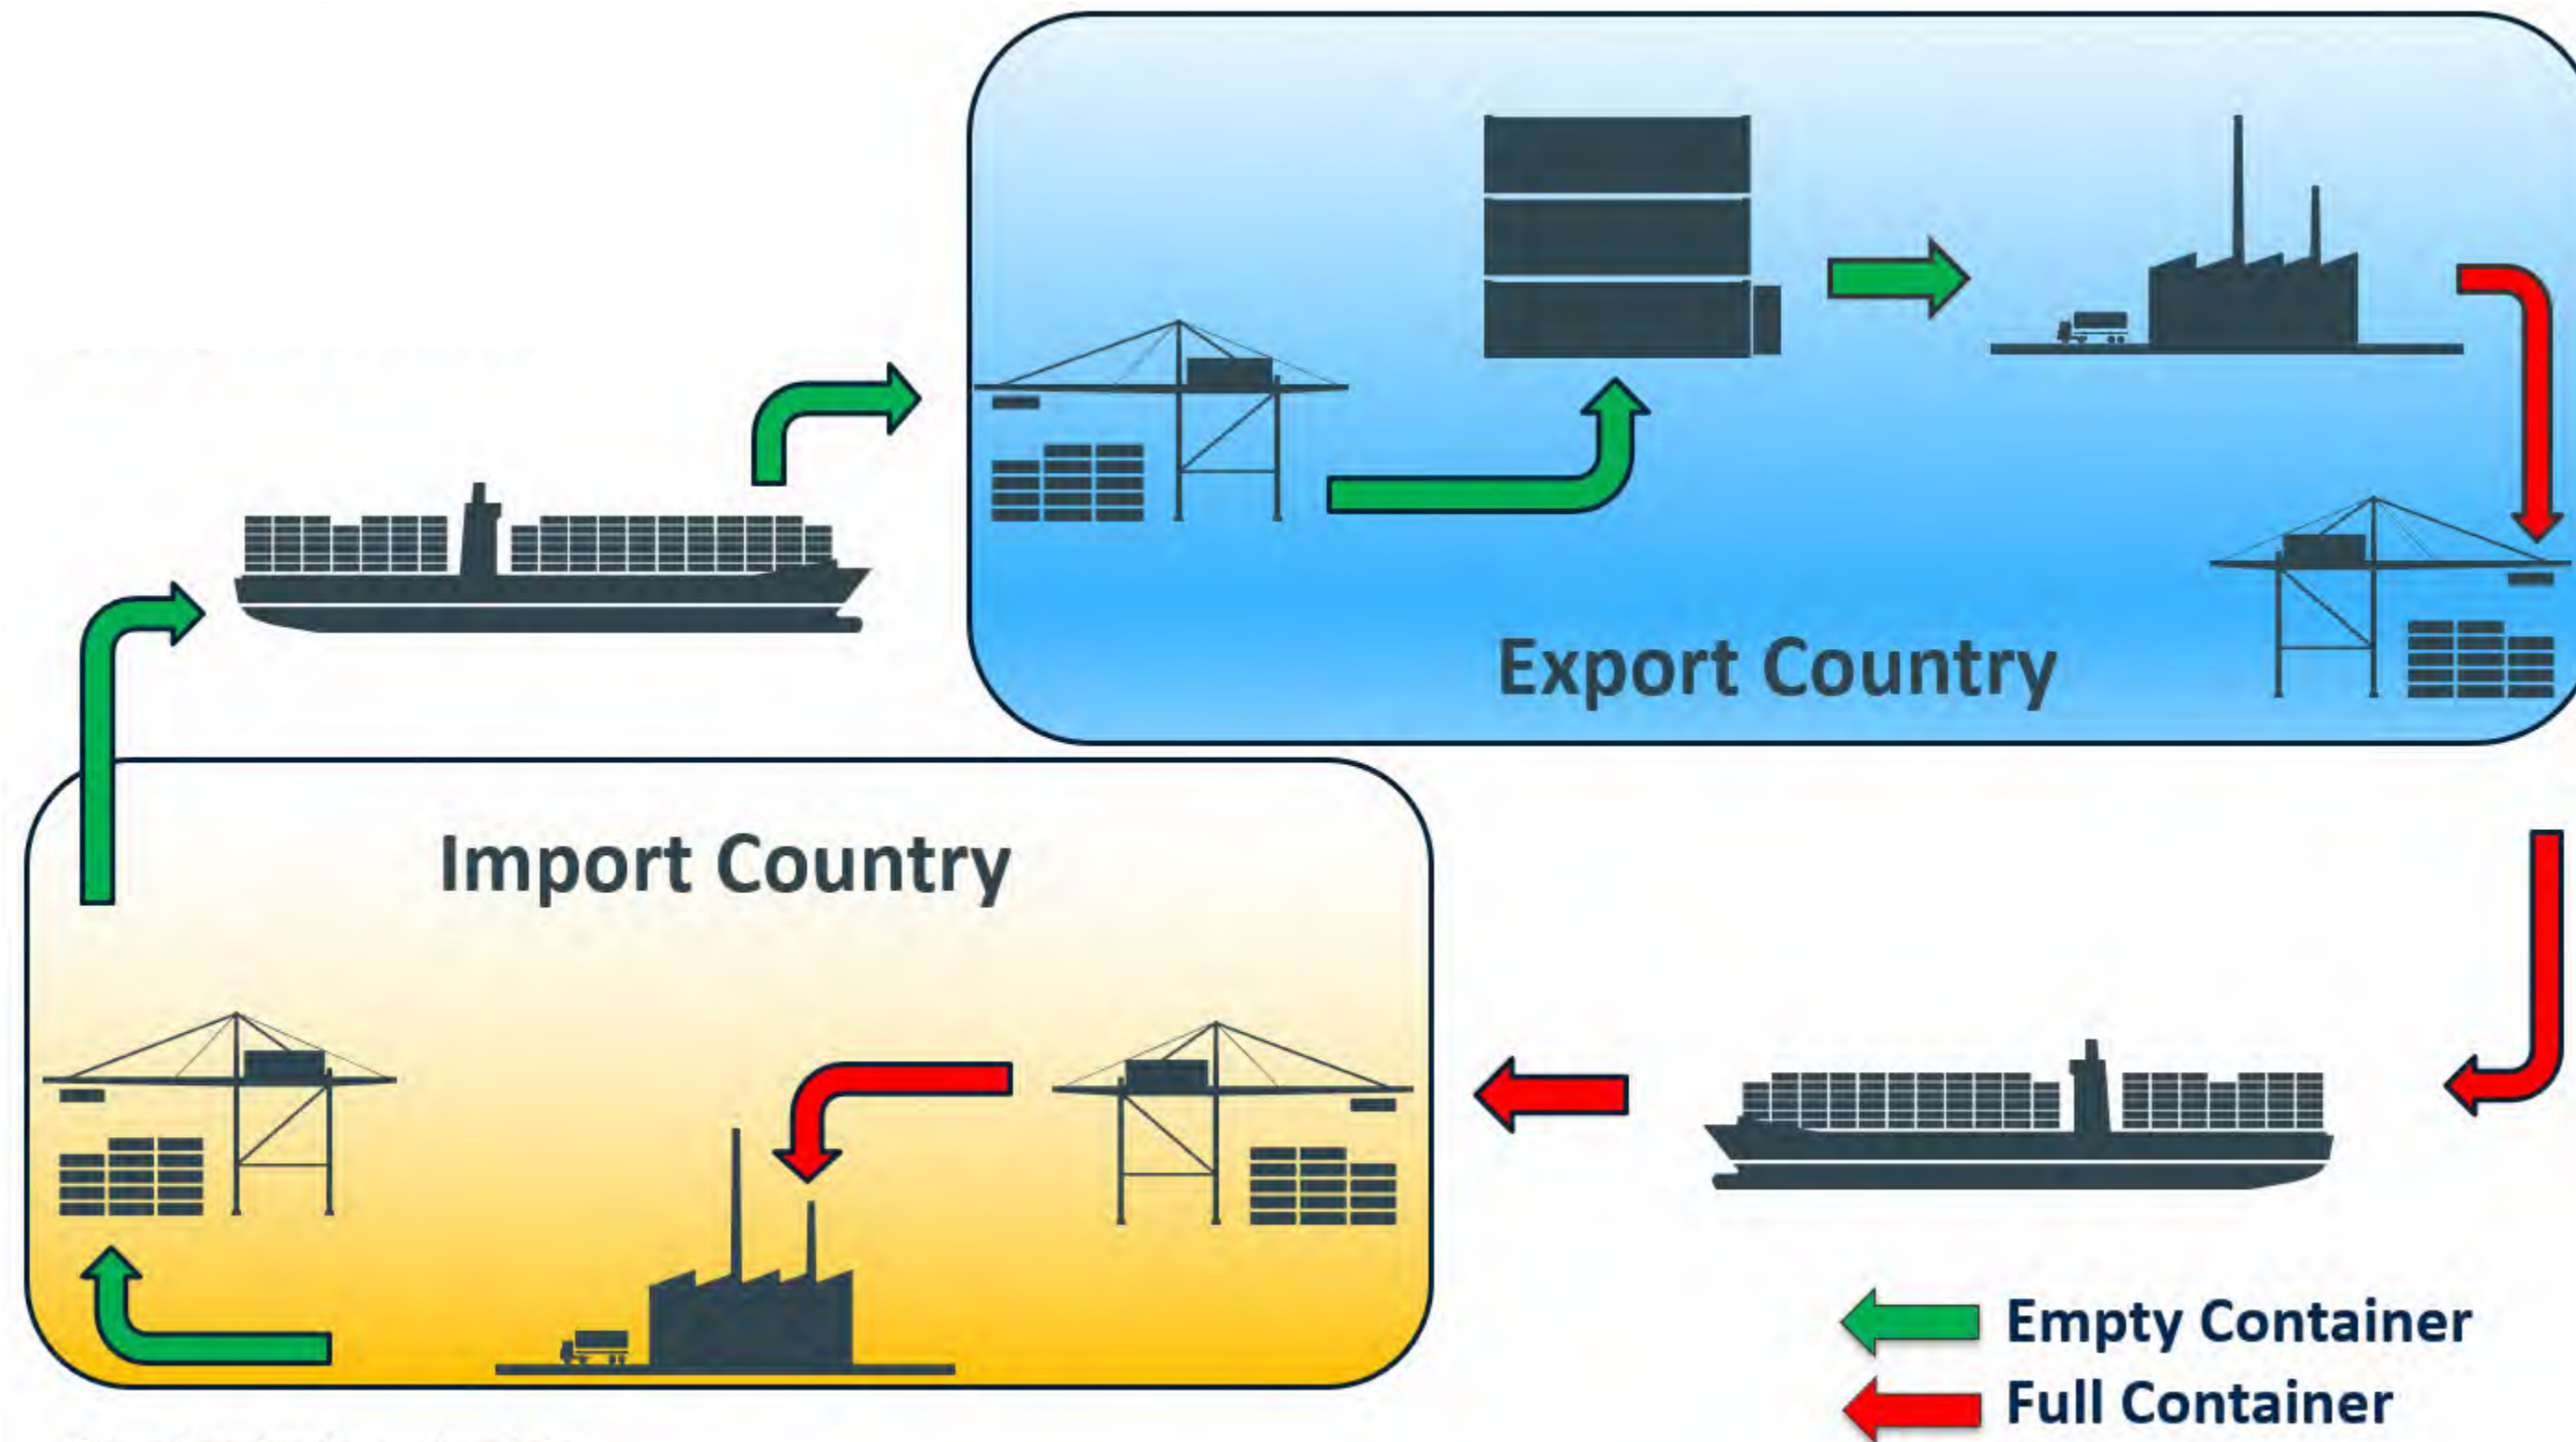 Export Country
Import Country
Empty Container
Full Container